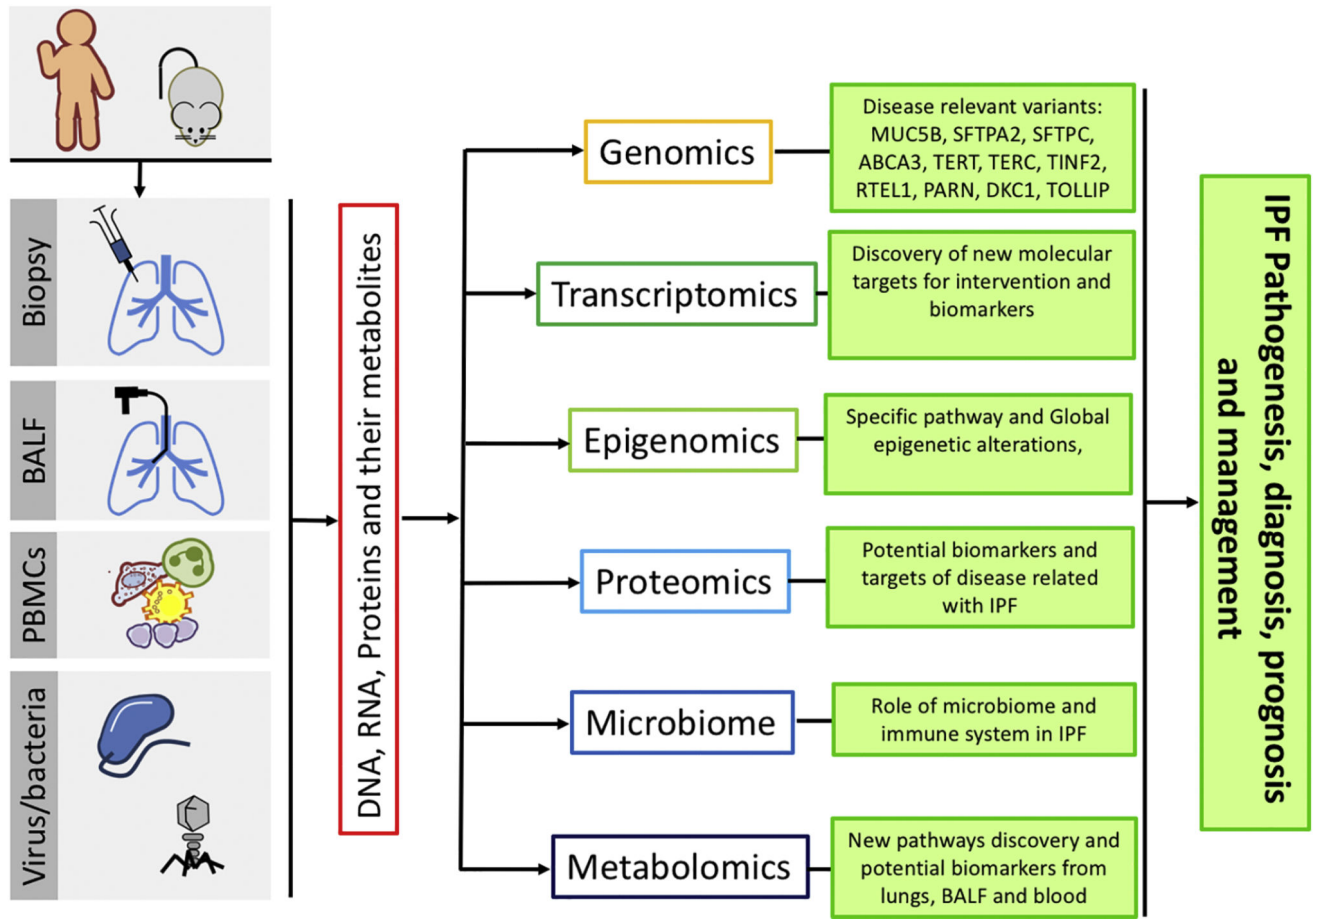 Biopsy
BALF
PBMCs
Virus/bacteria
DNA, RNA, Proteins and their metabolites
Genomics
Disease relevant variants:
MUC5B, SFTPA2, SFTPC,
ABCA3, TERT, TERC, TINF2,
RTEL1, PARN, DKC1, TOLLIP
Transcriptomics
Discovery of new molecular
targets for intervention and
biomarkers
Epigenomics
Specific pathway and Global
epigenetic alterations,
Proteomics
Potential biomarkers and
targets of disease related
with IPF
Microbiome
Role of microbiome and
immune system in IPF
Metabolomics
New pathways discovery and
potential biomarkers from
lungs, BALF and blood
IPF Pathogenesis, diagnosis, prognosis
and management